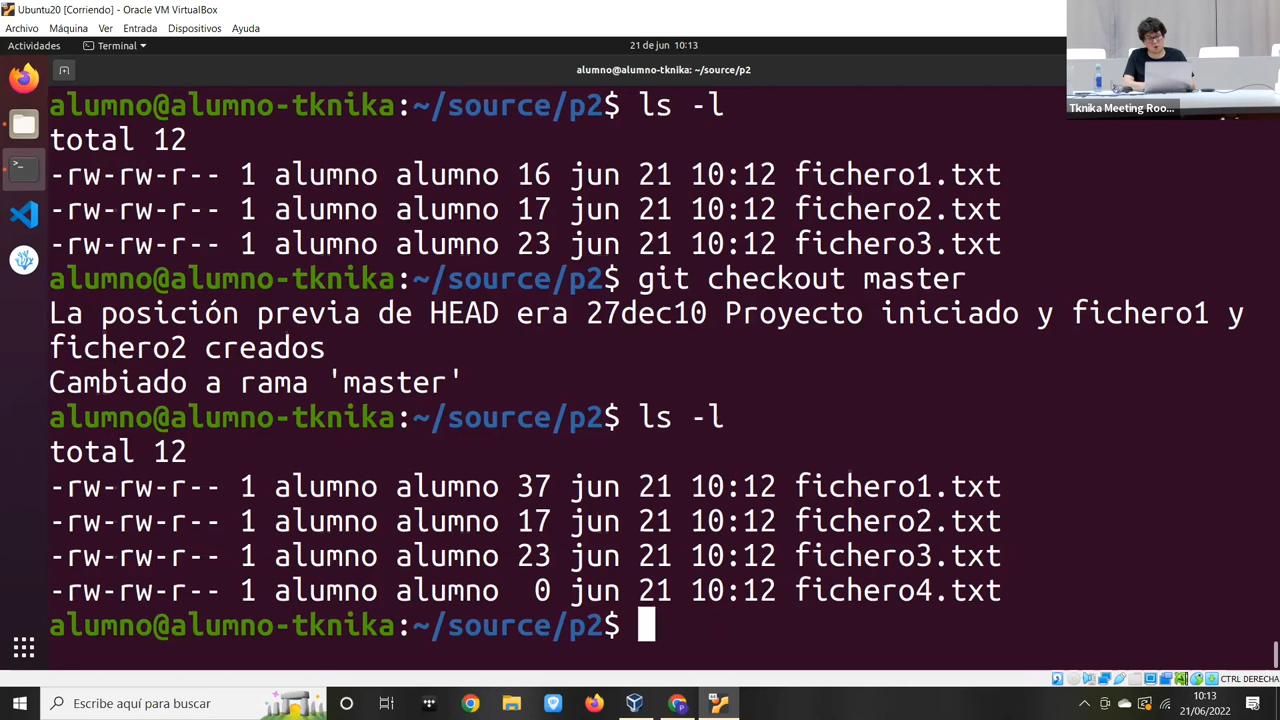 Ubuntu20 [Corriendo] - Oracle VM VirtualBox
Archivo Máquina Ver Entrada Dispositivos Ayuda
Actividades Terminal 21 de jun 10:13
alumno@alumno-tknika: ~/source/p2
alumno@alumno-tknika:~/source/p2$ ls -l
total 12
-rw-rw-r-- 1 alumno alumno 16 jun 21 10:12 fichero1.txt
-rw-rw-r-- 1 alumno alumno 17 jun 21 10:12 fichero2.txt
-rw-rw-r-- 1 alumno alumno 23 jun 21 10:12 fichero3.txt
alumno@alumno-tknika:~/source/p2$ git checkout master
La posición previa de HEAD era 27dec10 Proyecto iniciado y fichero1 y
fichero2 creados
Cambiado a rama 'master'
alumno@alumno-tknika:~/source/p2$ ls -l
total 12
-rw-rw-r-- 1 alumno alumno 37 jun 21 10:12 fichero1.txt
-rw-rw-r-- 1 alumno alumno 17 jun 21 10:12 fichero2.txt
-rw-rw-r-- 1 alumno alumno 23 jun 21 10:12 fichero3.txt
-rw-rw-r-- 1 alumno alumno 0 jun 21 10:12 fichero4.txt
alumno@alumno-tknika:~/source/p2$
Tknika Meeting Roo...
CTRL DERECHA
Escribe aquí para buscar
10:13
21/06/2022